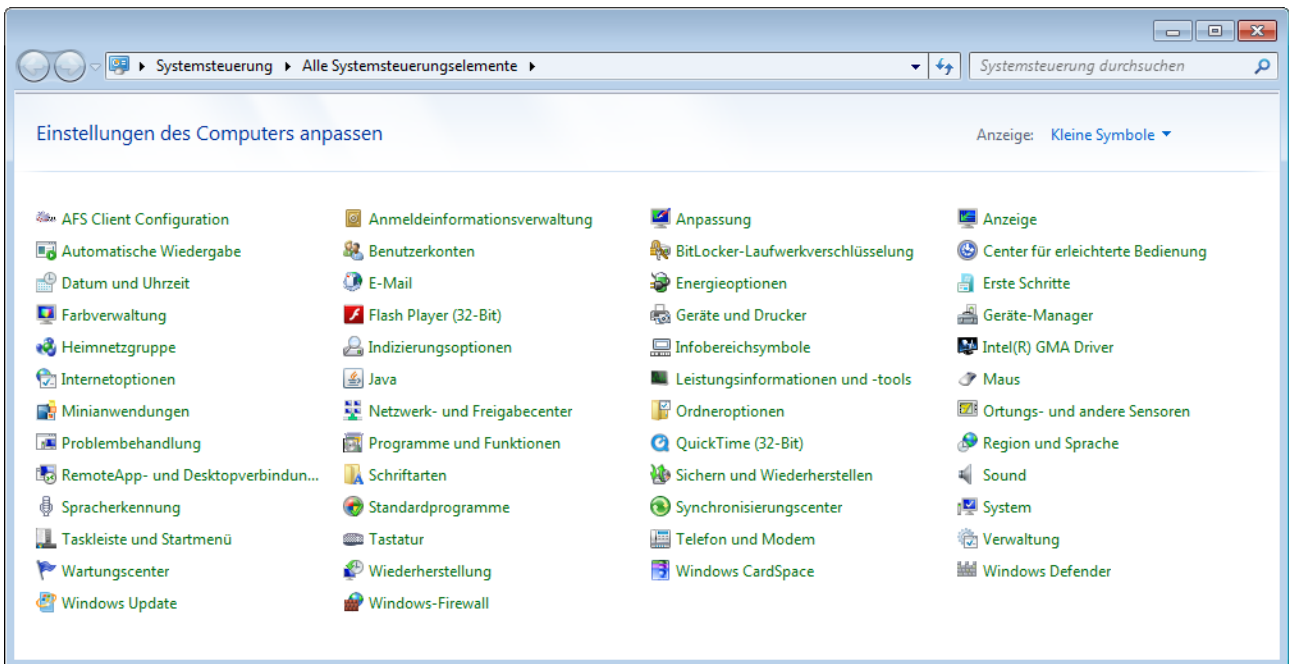 Systemsteuerung Alle Systemsteuerungselemente Systemsteuerung durchsuchen
Einstellungen des Computers anpassen Anzeige: Kleine Symbole
AFS Client Configuration Anmeldeinformationsverwaltung Anpassung Anzeige
Automatische Wiedergabe Benutzerkonten BitLocker-Laufwerkverschlüsselung Center für erleichterte Bedienung
Datum und Uhrzeit E-Mail Energieoptionen Erste Schritte
Farbverwaltung Flash Player (32-Bit) Geräte und Drucker Geräte-Manager
Heimnetzgruppe Indizierungsoptionen Infobereichsymbole Intel(R) GMA Driver
Internetoptionen Java Leistungsinformationen und -tools Maus
Minianwendungen Netzwerk- und Freigabecenter Ordneroptionen Ortungs- und andere Sensoren
Problembehandlung Programme und Funktionen QuickTime (32-Bit) Region und Sprache
RemoteApp- und Desktopverbindun... Schriftarten Sichern und Wiederherstellen Sound
Spracherkennung Standardprogramme Synchronisierungscenter System
Taskleiste und Startmenü Tastatur Telefon und Modem Verwaltung
Wartungscenter Wiederherstellung Windows CardSpace Windows Defender
Windows Update Windows-Firewall